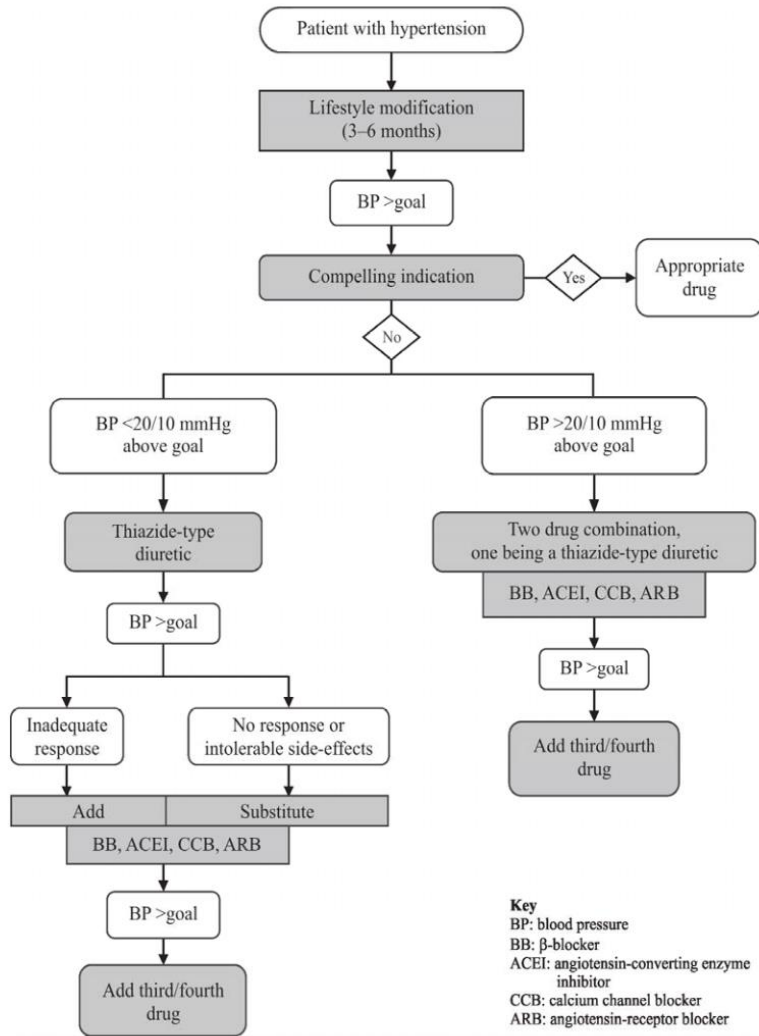 Patient with hypertension
Lifestyle modification
(3–6 months)
BP >goal
Compelling indication
Yes
Appropriate
drug
No
BP <20/10 mmHg
above goal
BP >20/10 mmHg
above goal
Thiazide-type
diuretic
Two drug combination,
one being a thiazide-type diuretic
BB, ACEI, CCB, ARB
BP >goal
BP >goal
Inadequate
response
No response or
intolerable side-effects
Add third/fourth
drug
Add
Substitute
BB, ACEI, CCB, ARB
BP >goal
Add third/fourth
drug
Key
BP: blood pressure
BB: β-blocker
ACEI: angiotensin-converting enzyme
inhibitor
CCB: calcium channel blocker
ARB: angiotensin-receptor blocker